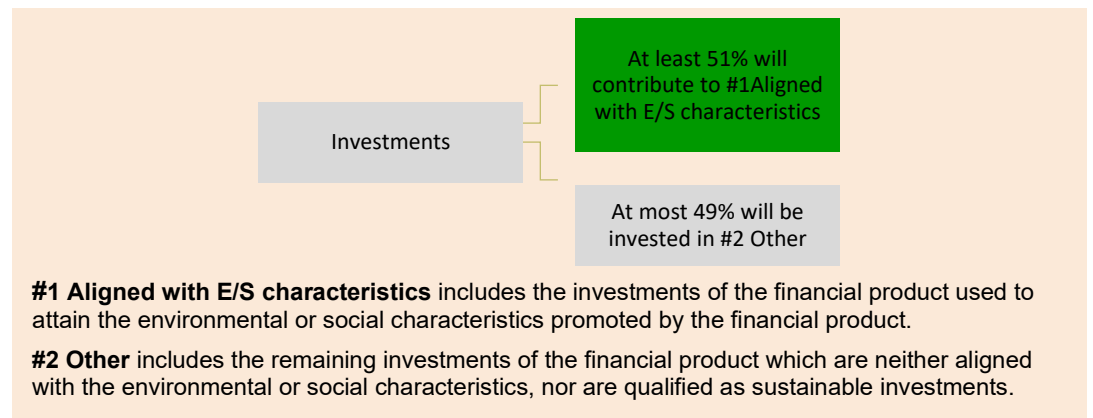 At least 51% will
contribute to #1Aligned
with E/S characteristics
Investments
At most 49% will be
invested in #2 Other
#1 Aligned with E/S characteristics includes the investments of the financial product used to
attain the environmental or social characteristics promoted by the financial product.
#2 Other includes the remaining investments of the financial product which are neither aligned
with the environmental or social characteristics, nor are qualified as sustainable investments.